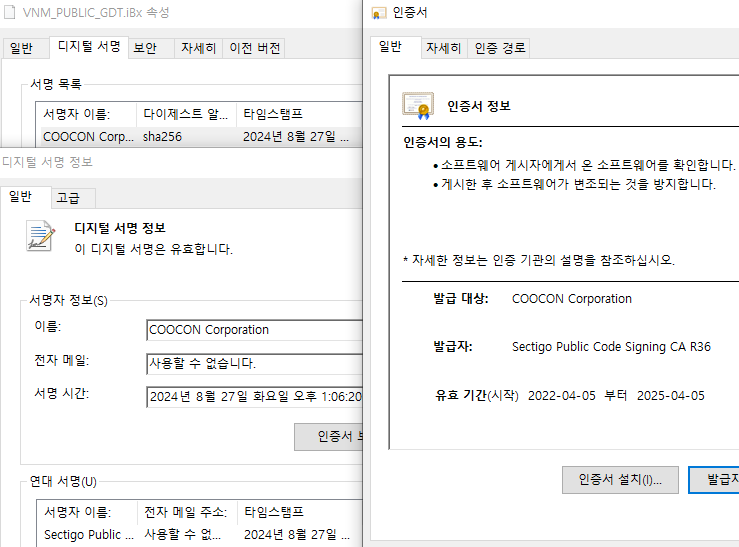 VNM_PUBLIC_GDT.iBx 속성
일반 디지털 서명 보안 자세히 이전 버전
서명 목록
서명자 이름: 다이제스트 알... 타임스탬프
COOCON Corp... sha256 2024년 8월 27일 ...
디지털 서명 정보
일반 고급
디지털 서명 정보
이 디지털 서명은 유효합니다.
서명자 정보(S)
이름: COOCON Corporation
전자 메일: 사용할 수 없습니다.
서명 시간: 2024년 8월 27일 화요일 오후 1:06:20
인증서 보
연대 서명(U)
서명자 이름: 전자 메일 주소: 타임스탬프
Sectigo Public ... 사용할 수 없... 2024년 8월 27일 ...
인증서
일반 자세히 인증 경로
인증서 정보
인증서의 용도:
• 소프트웨어 게시자에게서 온 소프트웨어를 확인합니다.
• 게시한 후 소프트웨어가 변조되는 것을 방지합니다.
* 자세한 정보는 인증 기관의 설명을 참조하십시오.
발급 대상: COOCON Corporation
발급자: Sectigo Public Code Signing CA R36
유효 기간(시작) 2022-04-05 부터 2025-04-05
인증서 설치(I)... 발급자